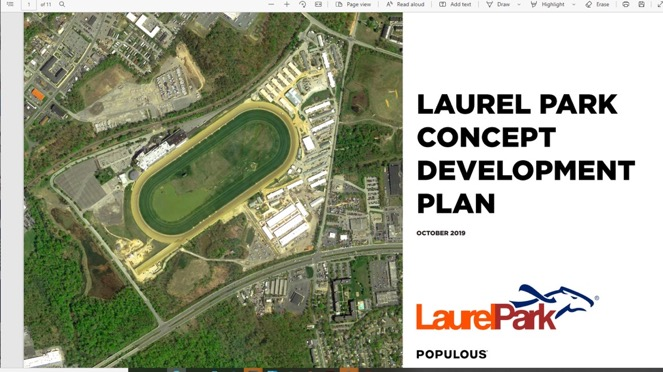 1 of 11
Page view
Read aloud
Add text
Draw
Highlight
Erase
LAUREL PARK
CONCEPT
DEVELOPMENT
PLAN
OCTOBER 2019
LaurelPark®
POPULOUS